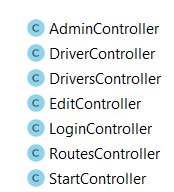 C AdminController
C DriverController
C DriversController
C EditController
C LoginController
C RoutesController
C StartController